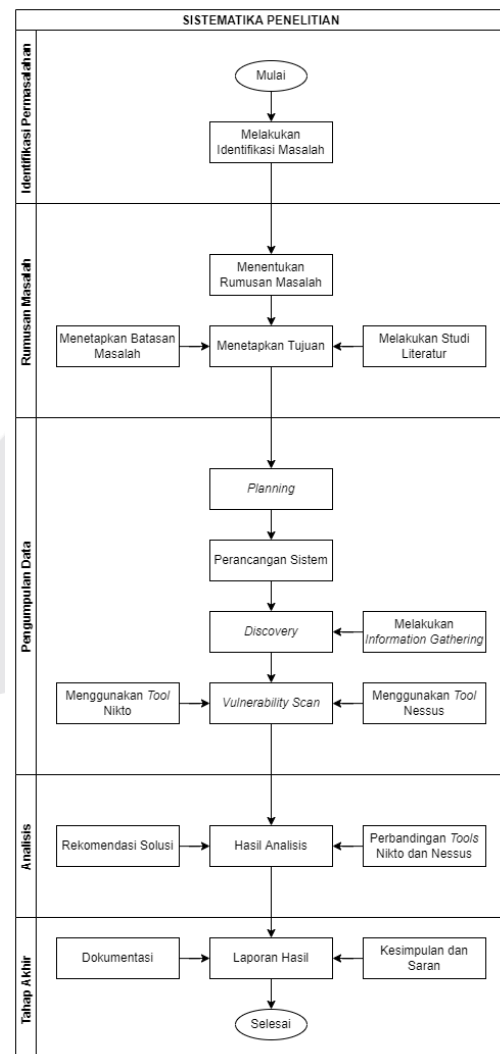 SISTEMATIKA PENELITIAN
Identifikasi Permasalahan
Mulai
Melakukan
Identifikasi Masalah
Rumusan Masalah
Menentukan
Rumusan Masalah
Menetapkan Batasan
Masalah
Menetapkan Tujuan
Melakukan Studi
Literatur
Pengumpulan Data
Planning
Perancangan Sistem
Discovery
Melakukan
Information Gathering
Menggunakan Tool
Nikto
Vulnerability Scan
Menggunakan Tool
Nessus
Analisis
Rekomendasi Solusi
Hasil Analisis
Perbandingan Tools
Nikto dan Nessus
Tahap Akhir
Dokumentasi
Laporan Hasil
Kesimpulan dan
Saran
Selesai